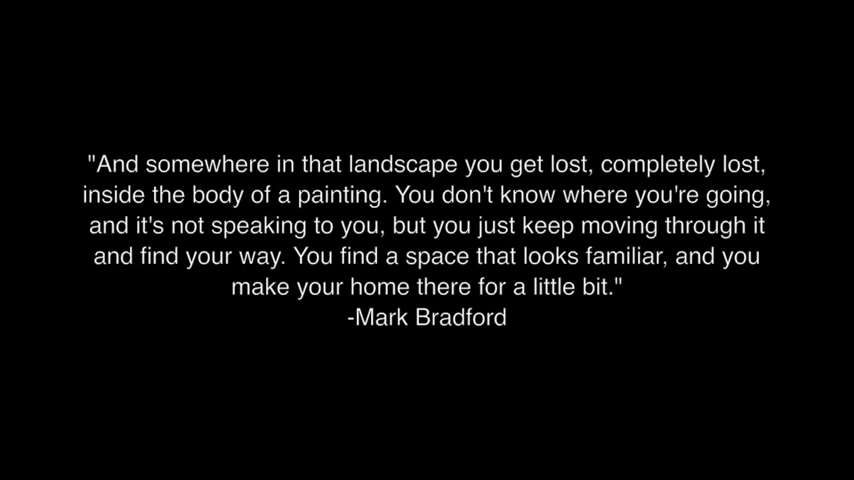 "And somewhere in that landscape you get lost, completely lost,
inside the body of a painting. You don't know where you're going,
and it's not speaking to you, but you just keep moving through it
and find your way. You find a space that looks familiar, and you
make your home there for a little bit."
-Mark Bradford